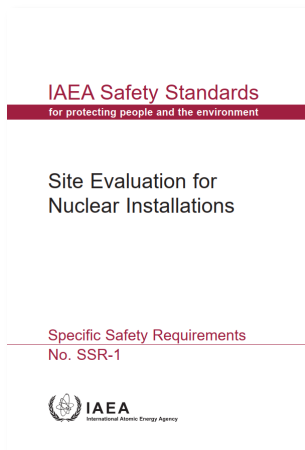 IAEA Safety Standards
for protecting people and the environment
Site Evaluation for
Nuclear Installations
Specific Safety Requirements
No. SSR-1
IAEA
International Atomic Energy Agency